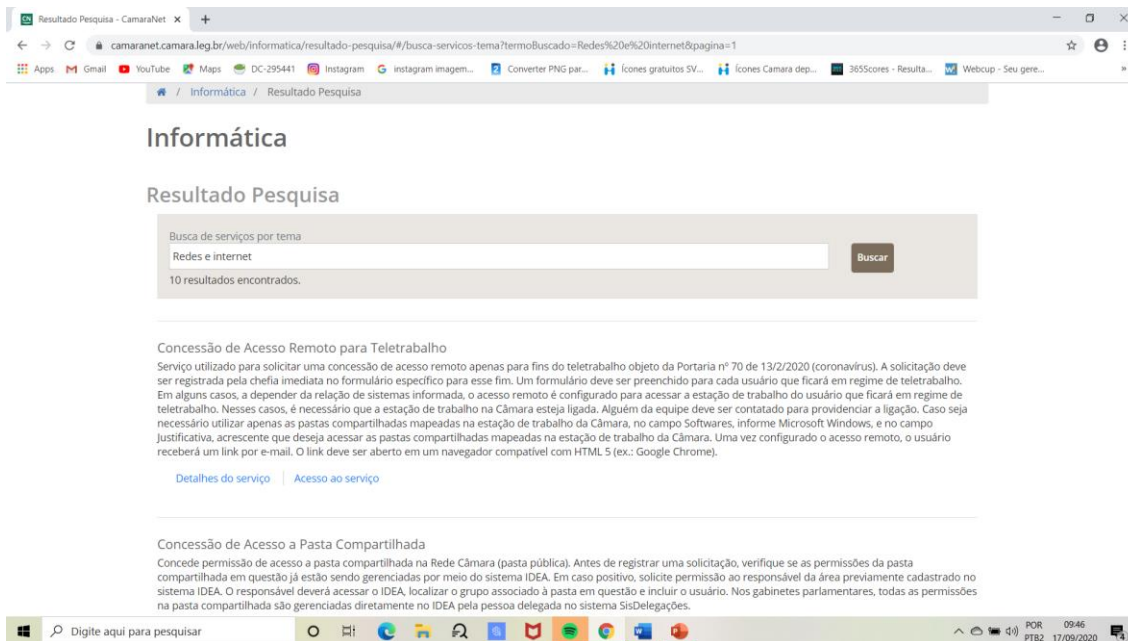 Resultado Pesquisa - CamaraNet
camaranet.camara.leg.br/web/informatica/resultado-pesquisa/#/busca-servicos-tema?termoBuscado=Redes%20e%20internet&pagina=1
Apps Gmail YouTube Maps DC-295441 Instagram instagram imagem... Converter PNG par... Ícones gratuitos SV... Ícones Camara dep... 365Scores - Resulta... Webcup - Seu gere... »
/ Informática / Resultado Pesquisa
Informática
Resultado Pesquisa
Busca de serviços por tema
Redes e internet
Buscar
10 resultados encontrados.
Concessão de Acesso Remoto para Teletrabalho
Serviço utilizado para solicitar uma concessão de acesso remoto apenas para fins do teletrabalho objeto da Portaria nº 70 de 13/2/2020 (coronavírus). A solicitação deve
ser registrada pela chefia imediata no formulário específico para esse fim. Um formulário deve ser preenchido para cada usuário que ficará em regime de teletrabalho.
Em alguns casos, a depender da relação de sistemas informada, o acesso remoto é configurado para acessar a estação de trabalho do usuário que ficará em regime de
teletrabalho. Nesses casos, é necessário que a estação de trabalho na Câmara esteja ligada. Alguém da equipe deve ser contatado para providenciar a ligação. Caso seja
necessário utilizar apenas as pastas compartilhadas mapeadas na estação de trabalho da Câmara, no campo Softwares, informe Microsoft Windows, e no campo
Justificativa, acrescente que deseja acessar as pastas compartilhadas mapeadas na estação de trabalho da Câmara. Uma vez configurado o acesso remoto, o usuário
receberá um link por e-mail. O link deve ser aberto em um navegador compatível com HTML 5 (ex.: Google Chrome).
Detalhes do serviço | Acesso ao serviço
Concessão de Acesso a Pasta Compartilhada
Concede permissão de acesso a pasta compartilhada na Rede Câmara (pasta pública). Antes de registrar uma solicitação, verifique se as permissões da pasta
compartilhada em questão já estão sendo gerenciadas por meio do sistema IDEA. Em caso positivo, solicite permissão ao responsável da área previamente cadastrado no
sistema IDEA. O responsável deverá acessar o IDEA, localizar o grupo associado à pasta em questão e incluir o usuário. Nos gabinetes parlamentares, todas as permissões
na pasta compartilhada são gerenciadas diretamente no IDEA pela pessoa delegada no sistema SisDelegações.
Digite aqui para pesquisar
POR 09:46
PTB2 17/09/2020